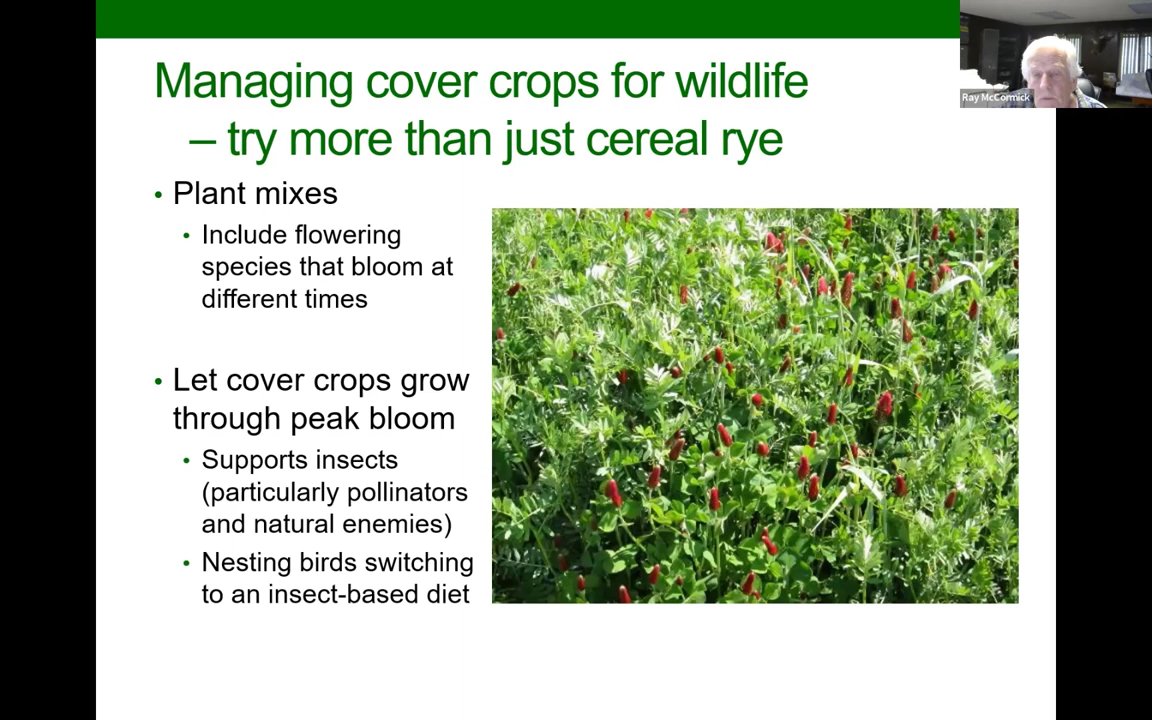 Managing cover crops for wildlife
– try more than just cereal rye
Ray McCormick
• Plant mixes
• Include flowering
species that bloom at
different times
• Let cover crops grow
through peak bloom
• Supports insects
(particularly pollinators
and natural enemies)
• Nesting birds switching
to an insect-based diet